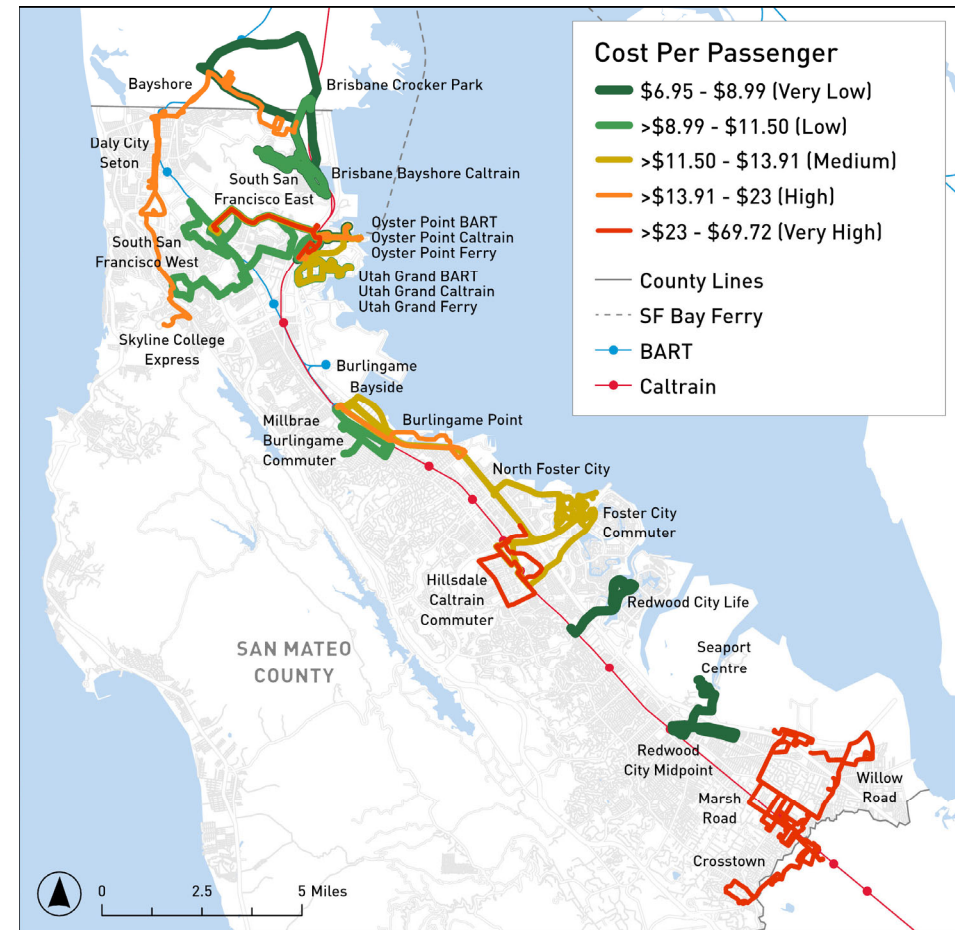 Cost Per Passenger
$6.95 - $8.99 (Very Low)
>$8.99 - $11.50 (Low)
>$11.50 - $13.91 (Medium)
>$13.91 - $23 (High)
>$23 - $69.72 (Very High)
County Lines
SF Bay Ferry
BART
Caltrain
Bayshore
Brisbane Crocker Park
Daly City
Seton
South San
Francisco East
Brisbane Bayshore Caltrain
South San
Francisco West
Oyster Point BART
Oyster Point Caltrain
Oyster Point Ferry
Utah Grand BART
Utah Grand Caltrain
Utah Grand Ferry
Skyline College
Express
Burlingame
Bayside
Millbrae
Burlingame
Commuter
Burlingame Point
North Foster City
Foster City
Commuter
Hillsdale
Caltrain
Commuter
Redwood City Life
SAN MATEO
COUNTY
Seaport
Centre
Redwood
City Midpoint
Willow
Road
Marsh
Road
Crosstown
0 2.5 5 Miles